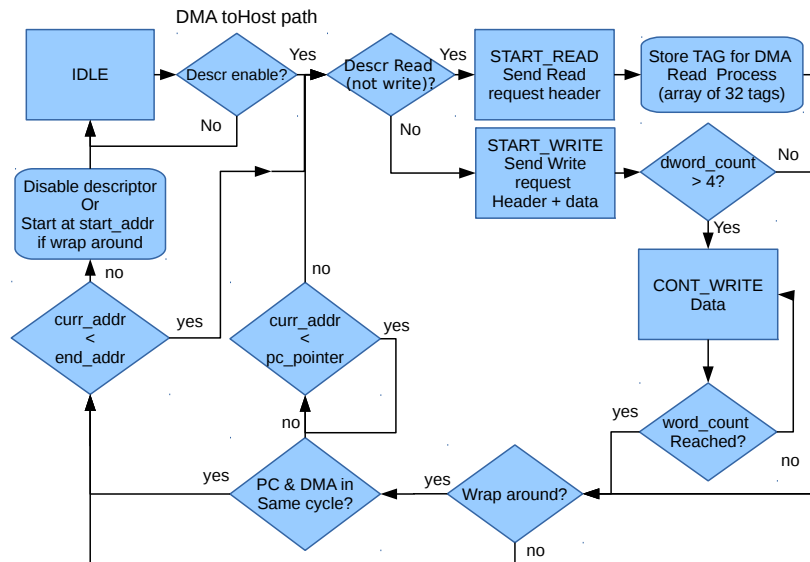 DMA toHost path
IDLE
Descr enable?
Yes
No
Descr Read
(not write)?
Yes
No
START_READ
Send Read
request header
Store TAG for DMA
Read Process
(array of 32 tags)
START_WRITE
Send Write
request
Header + data
dword_count
> 4?
No
Yes
Disable descriptor
Or
Start at start_addr
if wrap around
no
curr_addr
<
end_addr
yes
no
curr_addr
<
pc_pointer
yes
no
CONT_WRITE
Data
yes
word_count
Reached?
no
yes
PC & DMA in
Same cycle?
yes
Wrap around?
no